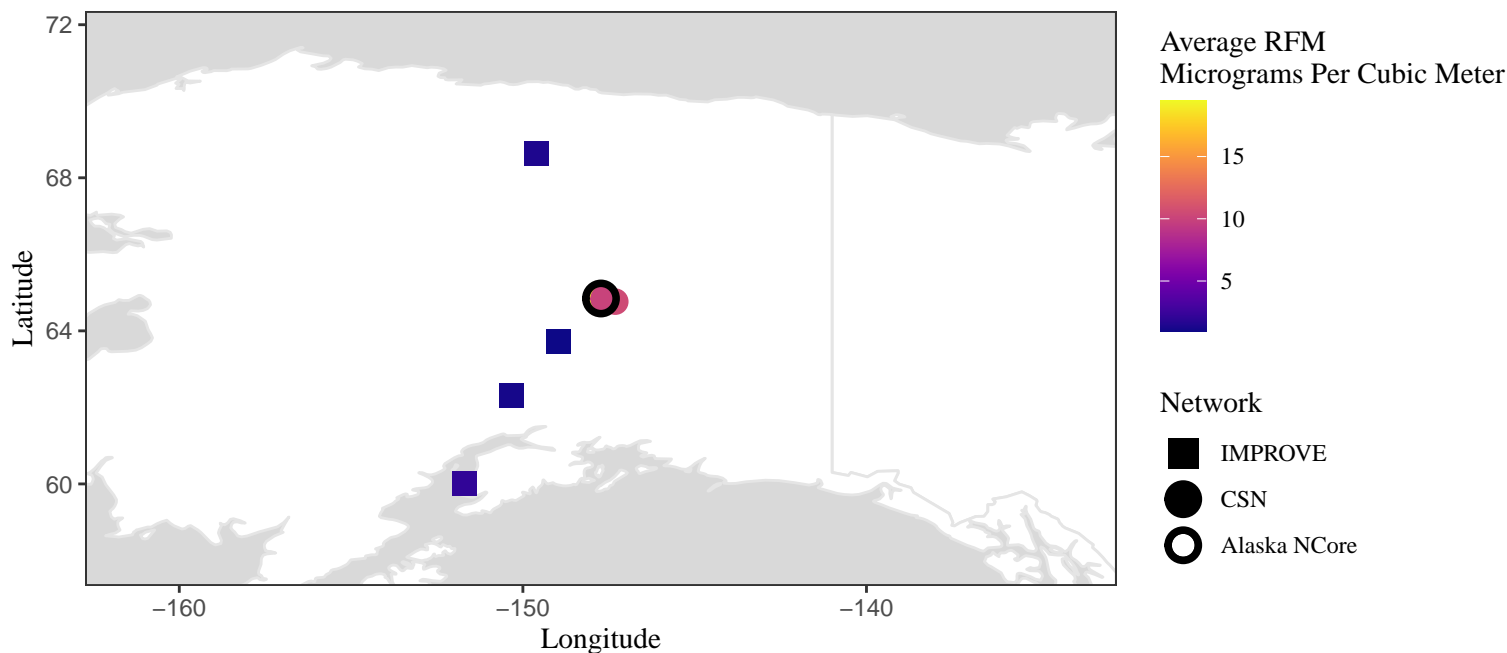 72
68
64
60
Latitude
−160
−150
−140
Longitude
Average RFM
Micrograms Per Cubic Meter
15
10
5
Network
IMPROVE
CSN
Alaska NCore